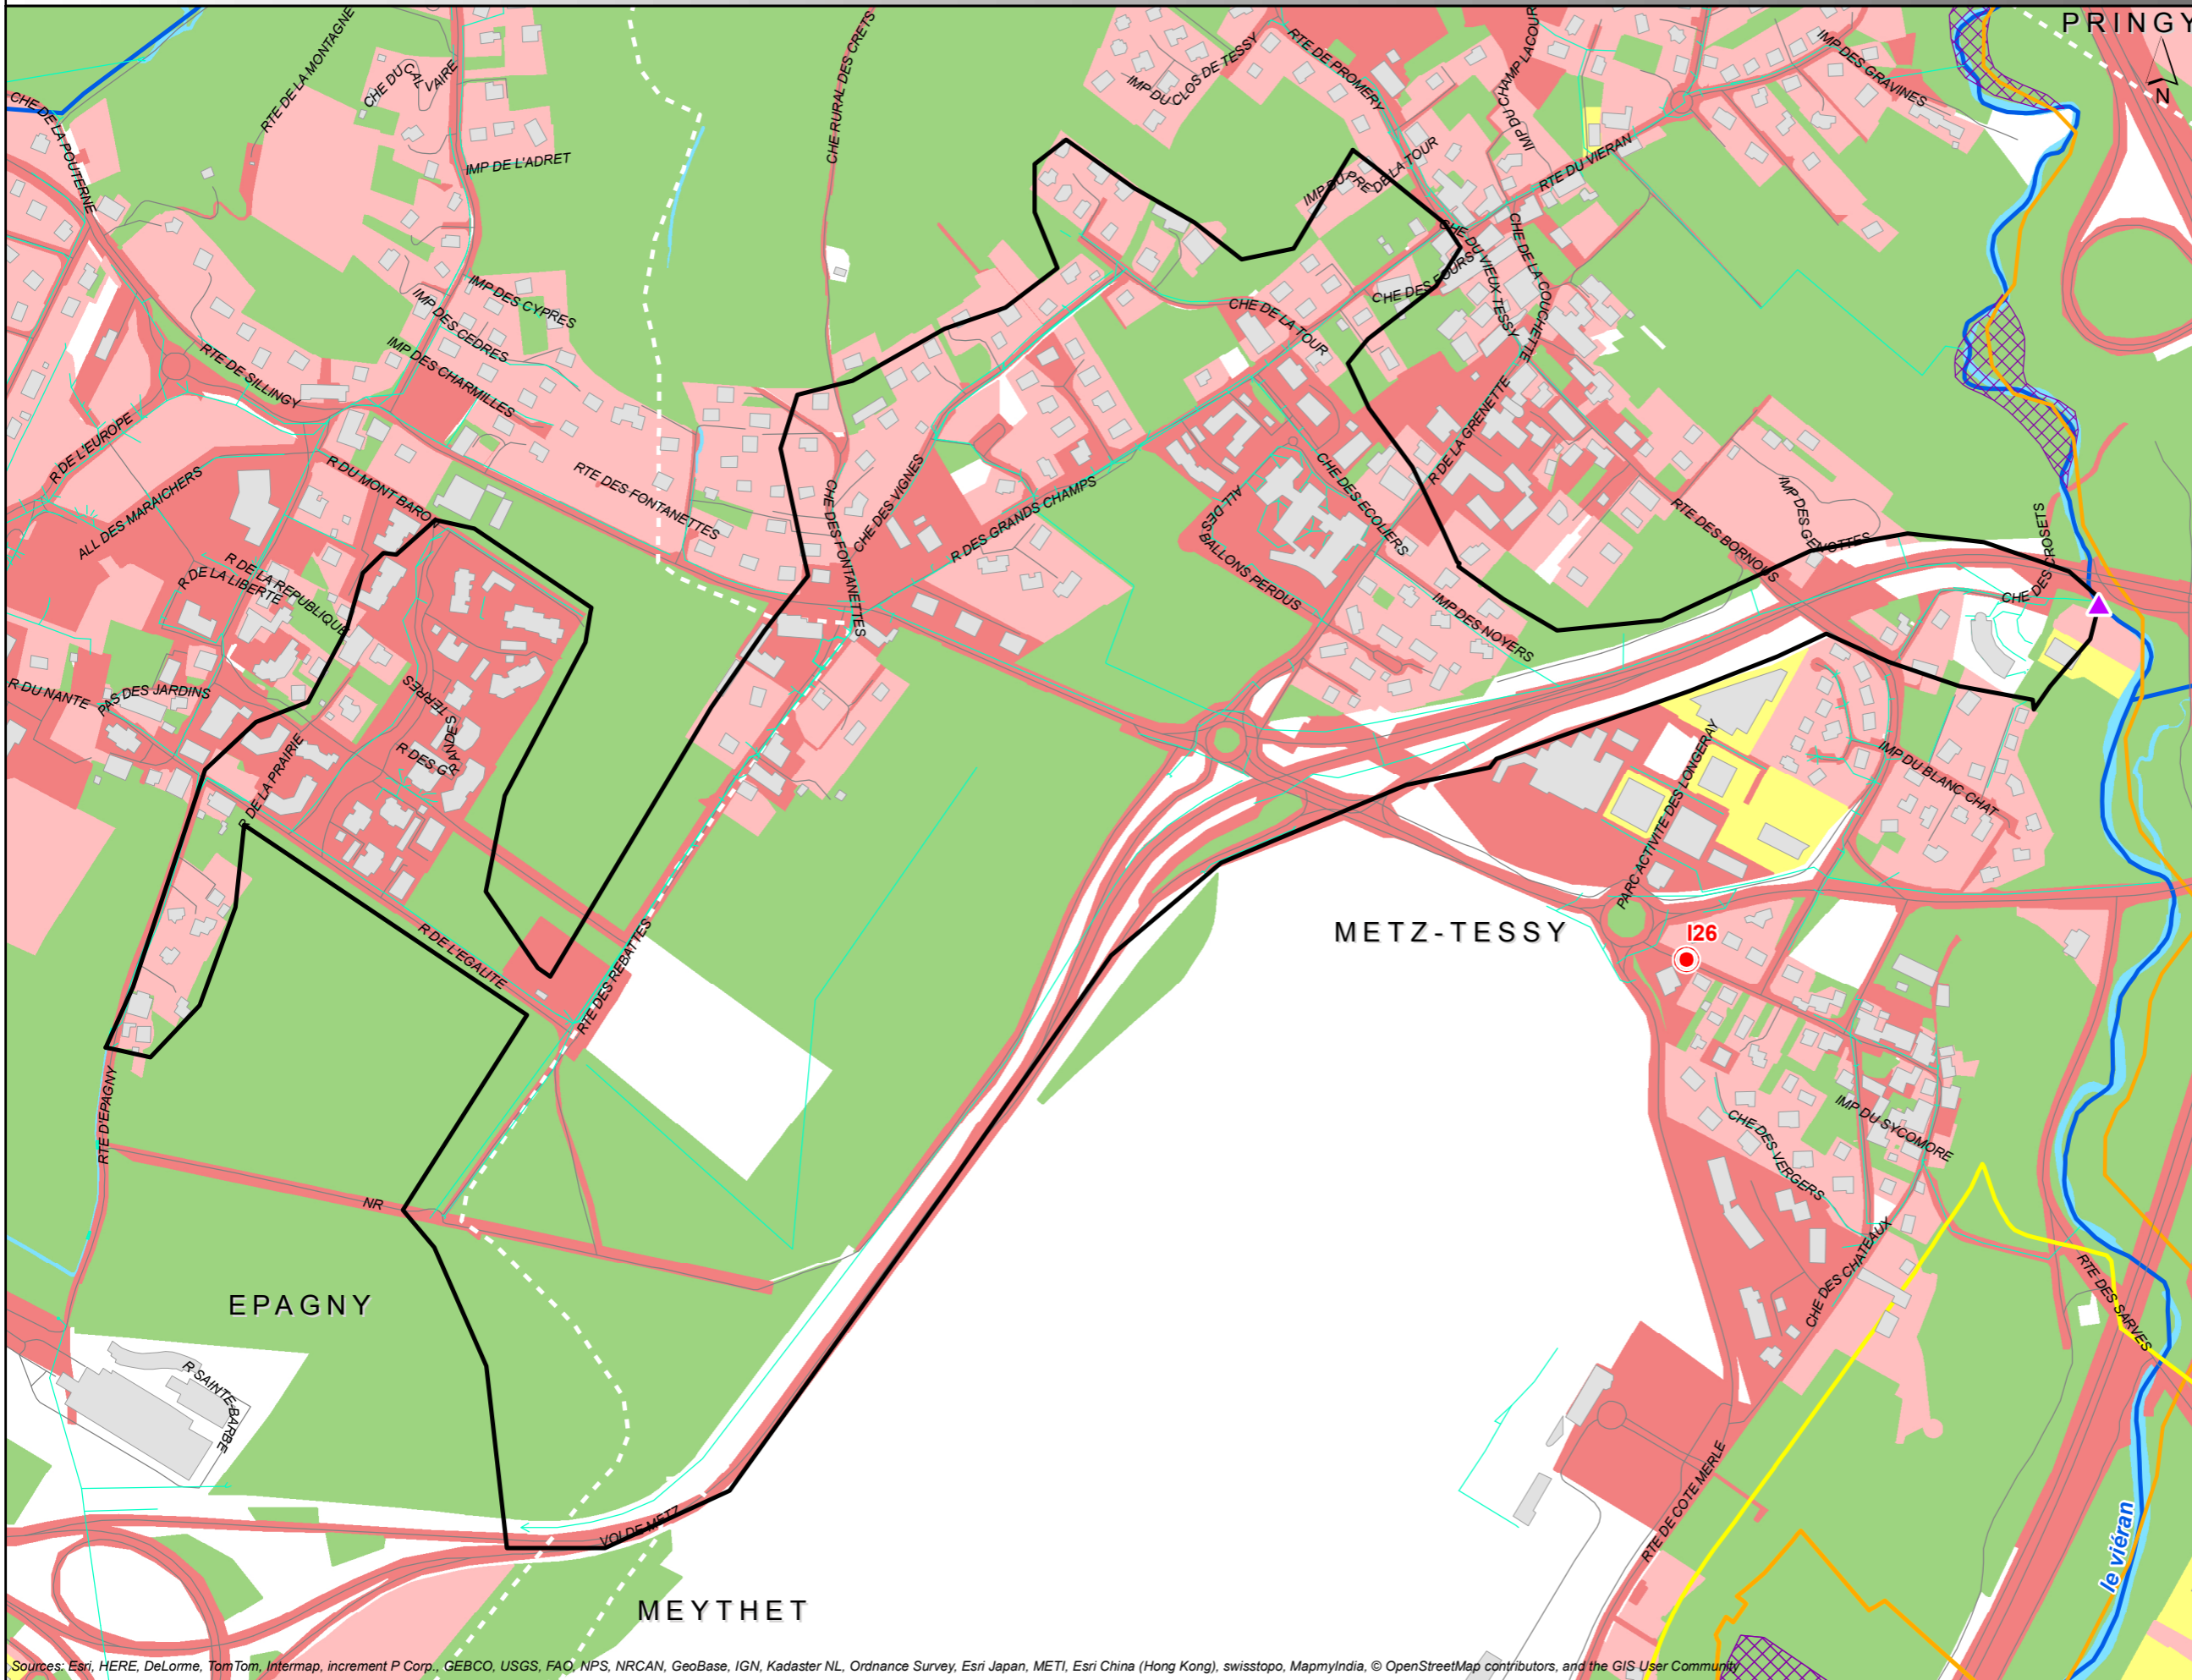 PRINGY
N
RTE DE LA MONTAGNE
CHE DU CALVAIRE
CHE RURAL DES CRETS
IMP DU CLOS DE TESSY
RTE DE PROMERY
IMP DU CHAMP LACOUR
IMP DES GRAVINES
CHE DE LA POUTERNE
IMP DE L'ADRET
IMP DU PRE DE LA TOUR
RTE DU VIERAN
CHE DU VIEUX TESSY
CHE DE LA COUCHETTE
CHE DES FOURS
IMP DES CYPRES
IMP DES CEDRES
IMP DES CHARMILLES
CHE DE LA TOUR
RTE DE SILLINGY
R DE L'EUROPE
ALL DES MARAICHERS
R DU MONT BARON
RTE DES FONTANETTES
CHE DES FONTANETTES
CHE DES VIGNES
R DES GRANDS CHAMPS
ALL DES BALLONS PERDUS
CHE DES ECOLIERS
R DE LA GRENETTE
RTE DES BORNOUS
IMP DES GEVOTTES
CHE DES CROSETS
R DE LA REPUBLIQUE
R DE LA LIBERTE
IMP DES NOYERS
R DU NANTE
PAS DES JARDINS
R DES GRANDES TERRES
R DE LA PRAIRIE
PARC ACTIVITE DES LONGERAY
IMP DU BLANC CHAT
R DE L'EGALITE
RTE DES REBATTES
METZ-TESSY
I26
RTE D'EPAGNY
NR
CHE DES VERGERS
IMP DU SYCOMORE
CHE DES CHATEAUX
RTE DES SARVES
EPAGNY
R SAINTE BARBE
RTE DE COTE MERLE
VOI DE METZ
le viéran
MEYTHET
Sources: Esri, HERE, DeLorme, TomTom, Intermap, increment P Corp., GEBCO, USGS, FAO, NPS, NRCAN, GeoBase, IGN, Kadaster NL, Ordnance Survey, Esri Japan, METI, Esri China (Hong Kong), swisstopo, MapmyIndia, © OpenStreetMap contributors, and the GIS User Community